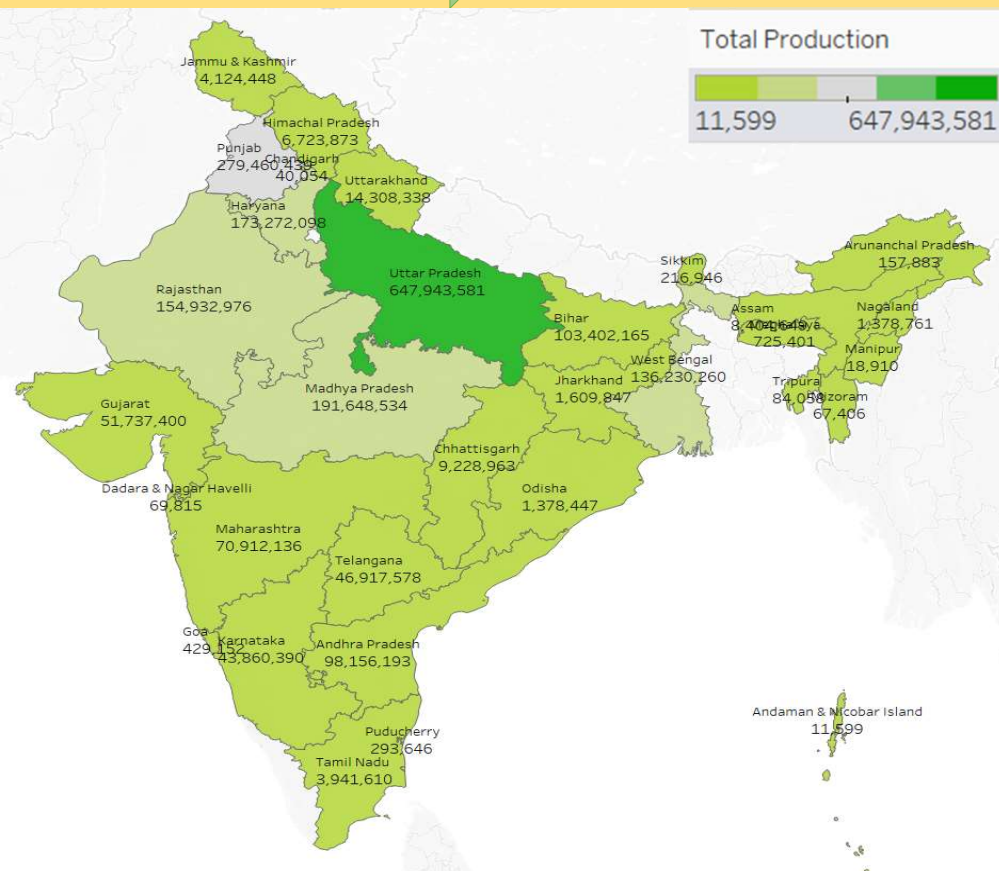 Total Production
11,599 647,943,581
Jammu & Kashmir
4,124,448
Himachal Pradesh
6,723,873
Punjab
279,460,439
Chandigarh
40,054
Uttarakhand
14,308,338
Haryana
173,272,098
Rajasthan
154,932,976
Uttar Pradesh
647,943,581
Sikkim
216,946
Arunanchal Pradesh
157,883
Assam
Nagaland
1,378,761
725,401
Manipur
18,910
Bihar
103,402,165
West Bengal
136,230,260
Jharkhand
1,609,847
Tripura
84,058
Mizoram
67,406
Madhya Pradesh
191,648,534
Gujarat
51,737,400
Chhattisgarh
9,228,963
Dadara & Nagar Havelli
69,815
Odisha
1,378,447
Maharashtra
70,912,136
Telangana
46,917,578
Goa
429,152
Karnataka
43,860,390
Andhra Pradesh
98,156,193
Andaman & Nicobar Island
11,599
Puducherry
293,646
Tamil Nadu
3,941,610